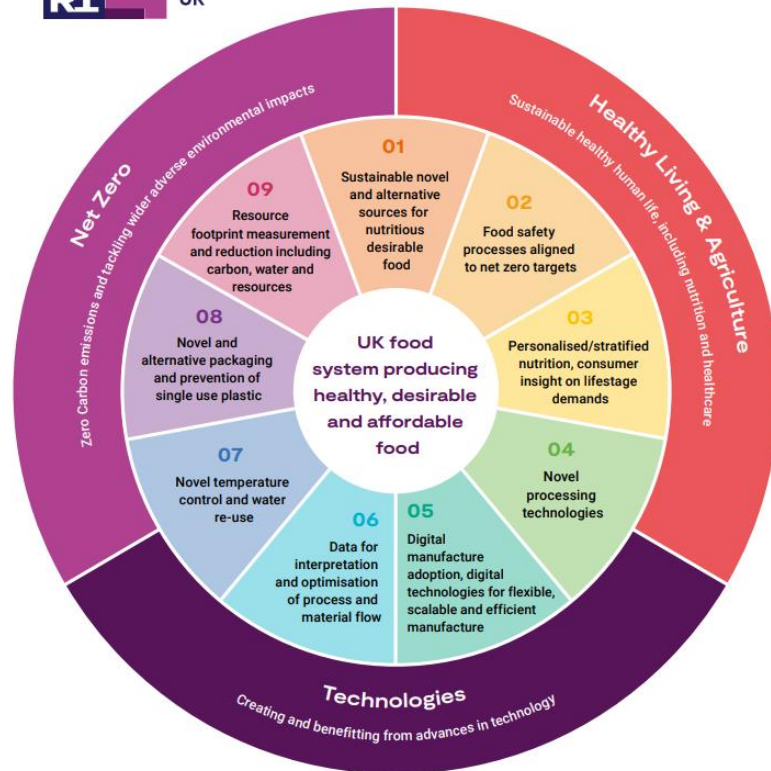 UK
Net Zero
Zero Carbon emissions and tackling wider adverse environmental impacts
Healthy Living & Agriculture
Sustainable healthy human life, including nutrition and healthcare
01
Sustainable novel
and alternative
sources for
nutritious
desirable
food
02
Food safety
processes aligned
to net zero targets
03
Personalised/stratified
nutrition, consumer
insight on lifestage
demands
04
Novel
processing
technologies
05
Digital
manufacture
adoption, digital
technologies for flexible,
scalable and efficient
manufacture
06
Data for
interpretation
and optimisation
of process and
material flow
07
Novel temperature
control and water
re-use
08
Novel and
alternative packaging
and prevention of
single use plastic
09
Resource
footprint measurement
and reduction including
carbon, water and
resources
UK food
system producing
healthy, desirable
and affordable
food
Technologies
Creating and benefitting from advances in technology